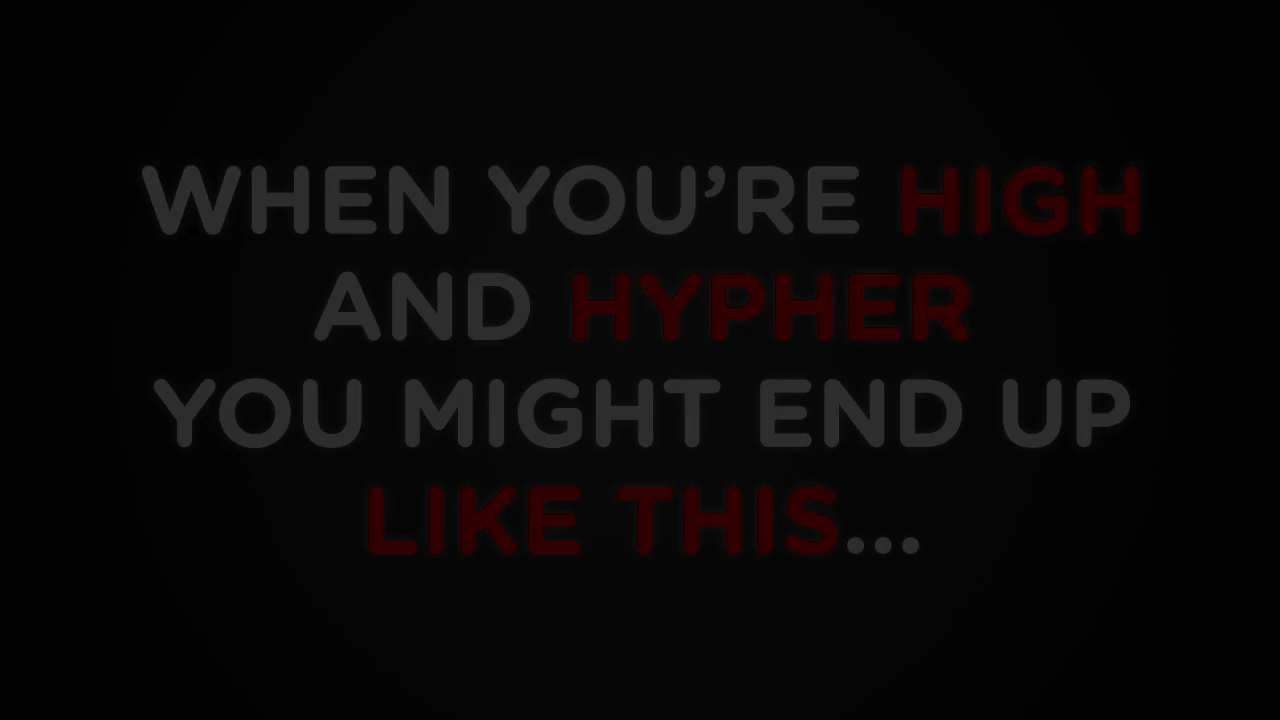 WHEN YOU’RE HIGH
AND HYPHER
YOU MIGHT END UP
LIKE THIS...